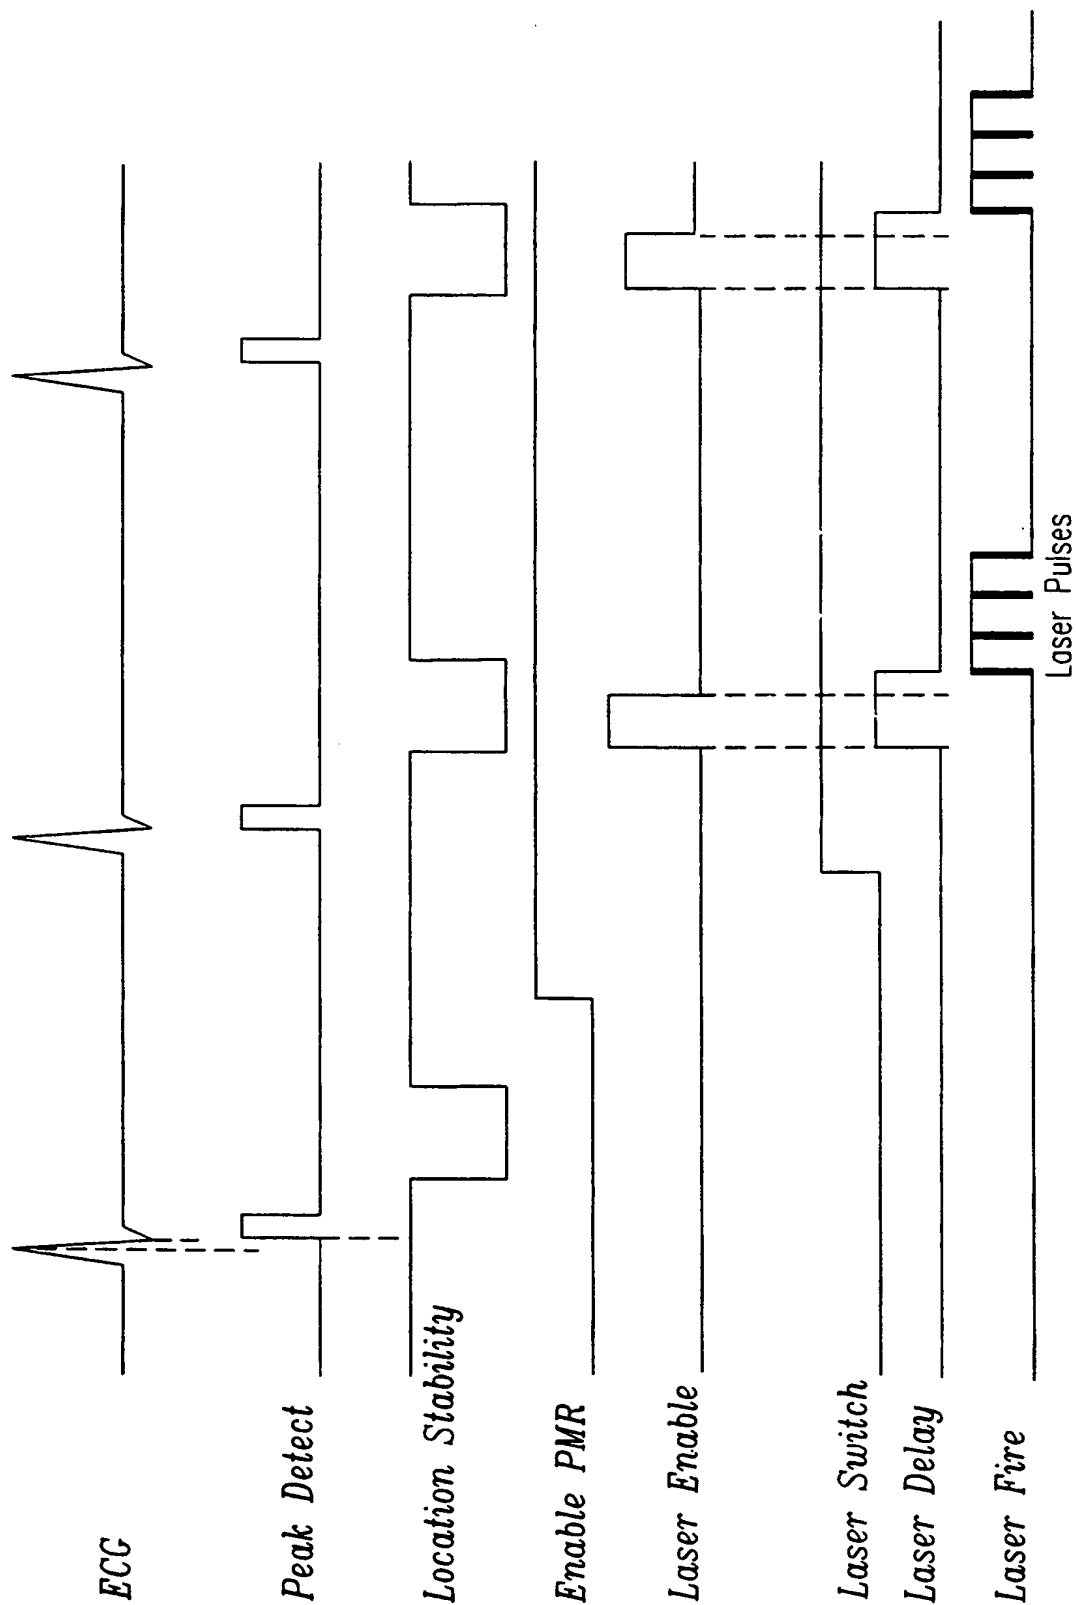 ECG
Peak Detect
Location Stability
Enable PMR
Laser Enable
Laser Switch
Laser Delay
Laser Fire
Laser Pulses